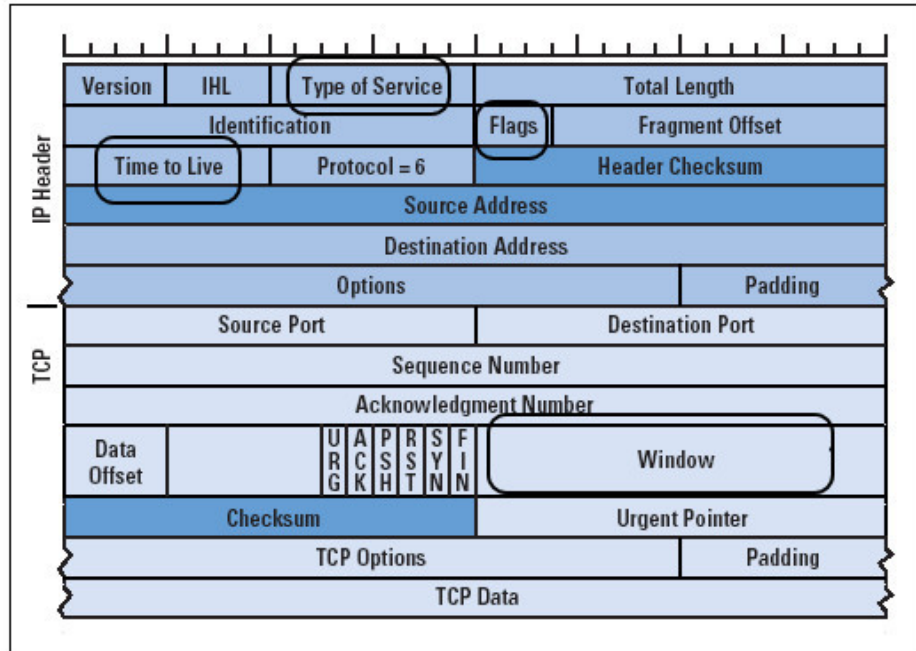 Version IHL Type of Service Total Length
Identification Flags Fragment Offset
Time to Live Protocol = 6 Header Checksum
Source Address
Destination Address
Options Padding
IP Header
Source Port Destination Port
Sequence Number
Acknowledgment Number
Data Offset URG ACK PSH RST SYN FIN Window
Checksum Urgent Pointer
TCP Options Padding
TCP Data
TCP